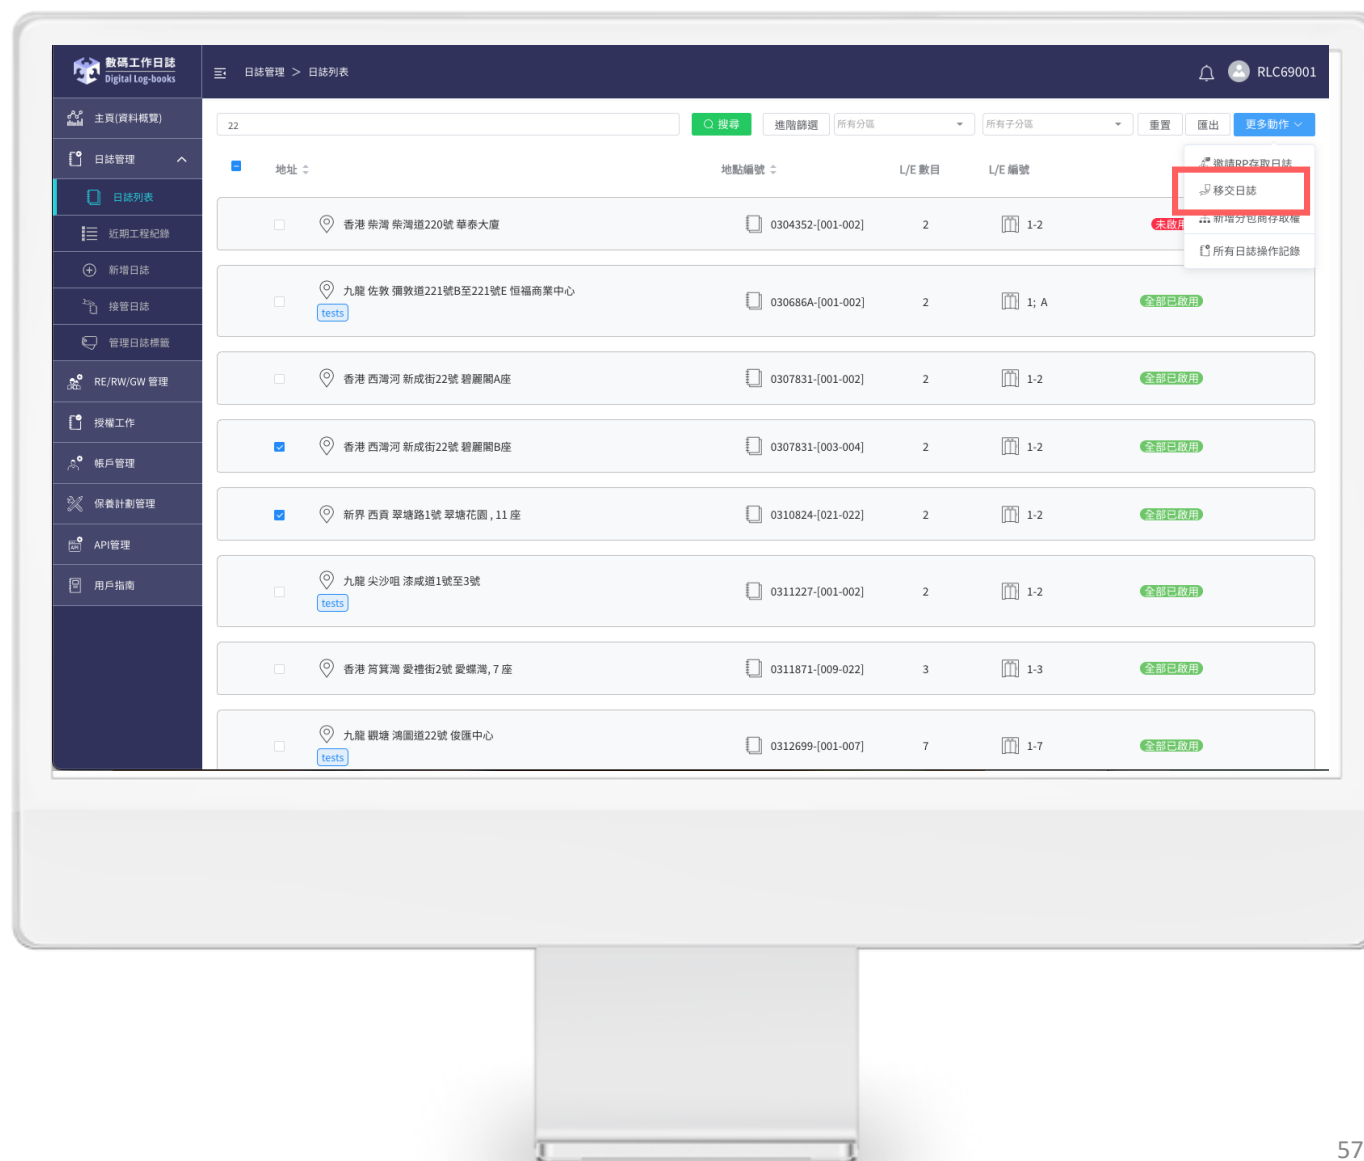 數碼工作日誌
Digital Log-books
日誌管理 > 日誌列表
RLC69001
主頁(資料概覽)
日誌管理
日誌列表
近期工程紀錄
新增日誌
接管日誌
管理日誌標籤
RE/RW/GW 管理
授權工作
帳戶管理
保養計劃管理
API管理
用戶指南
22
搜尋
進階篩選
所有分區
所有子分區
重置
匯出
更多動作
邀請RP存取日誌
移交日誌
新增分包商存取權
所有日誌操作記錄
地址
地點編號
L/E 數目
L/E 編號
香港 柴灣 柴灣道220號 華泰大廈
0304352-[001-002]
2
1-2
未啟用
九龍 佐敦 彌敦道221號B至221號E 恒福商業中心
tests
030686A-[001-002]
2
1; A
全部已啟用
香港 西灣河 新成街22號 碧麗閣A座
0307831-[001-002]
2
1-2
全部已啟用
香港 西灣河 新成街22號 碧麗閣B座
0307831-[003-004]
2
1-2
全部已啟用
新界 西貢 翠塘路1號 翠塘花園 , 11 座
0310824-[021-022]
2
1-2
全部已啟用
九龍 尖沙咀 漆咸道1號至3號
tests
0311227-[001-002]
2
1-2
全部已啟用
香港 筲箕灣 愛禮街2號 愛蝶灣, 7 座
0311871-[009-022]
3
1-3
全部已啟用
九龍 觀塘 鴻圖道22號 俊匯中心
tests
0312699-[001-007]
7
1-7
全部已啟用
57